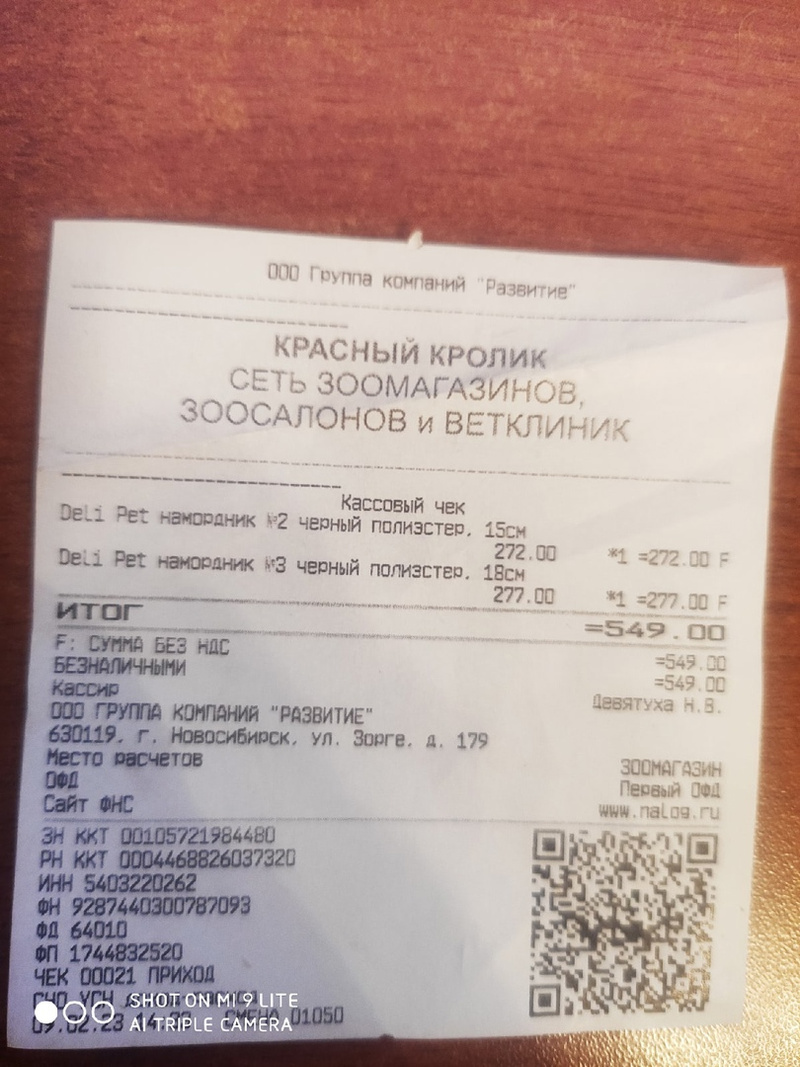 ООО Группа компаний "Развитие"
КРАСНЫЙ КРОЛИК
СЕТЬ ЗООМАГАЗИНОВ,
ЗООСАЛОНОВ и ВЕТКЛИНИК
Кассовый чек
DeLi Pet намордник №2 черный полиэстер, 15см
272.00 *1 =272.00 F
DeLi Pet намордник №3 черный полиэстер, 18см
277.00 *1 =277.00 F
ИТОГ =549.00
F: СУММА БЕЗ НДС =549.00
БЕЗНАЛИЧНЫМИ =549.00
Кассир Девятуха Н.В.
ООО ГРУППА КОМПАНИЙ "РАЗВИТИЕ"
630119, г. Новосибирск, ул. Зорге, д. 179
Место расчетов ЗООМАГАЗИН
ОФД Первый ОФД
Сайт ФНС www.naLog.ru
ЗН ККТ 00105721984480
РН ККТ 0004468826037320
ИНН 5403220262
ФН 9287440300787093
ФД 64010
ФП 1744832520
ЧЕК 00021 ПРИХОД
СНО УСН
09.02.23 СМЕНА 01050
SHOT ON MI 9 LITE
AI TRIPLE CAMERA